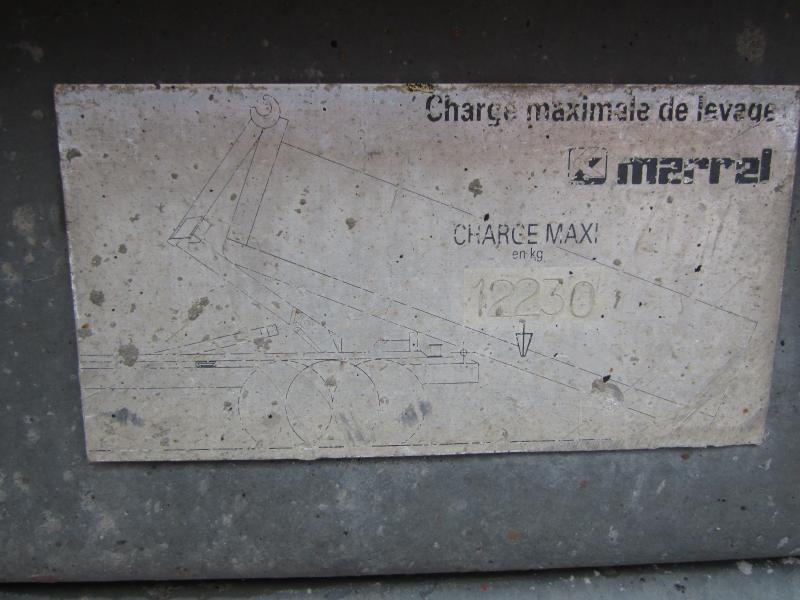 Charge maximale de levage
marrel
CHARGE MAXI
en kg
12230